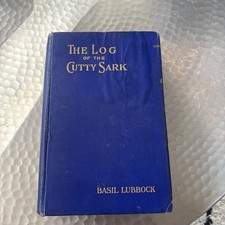 THE LOG
OF THE
CUTTY SARK
BASIL LUBBOCK